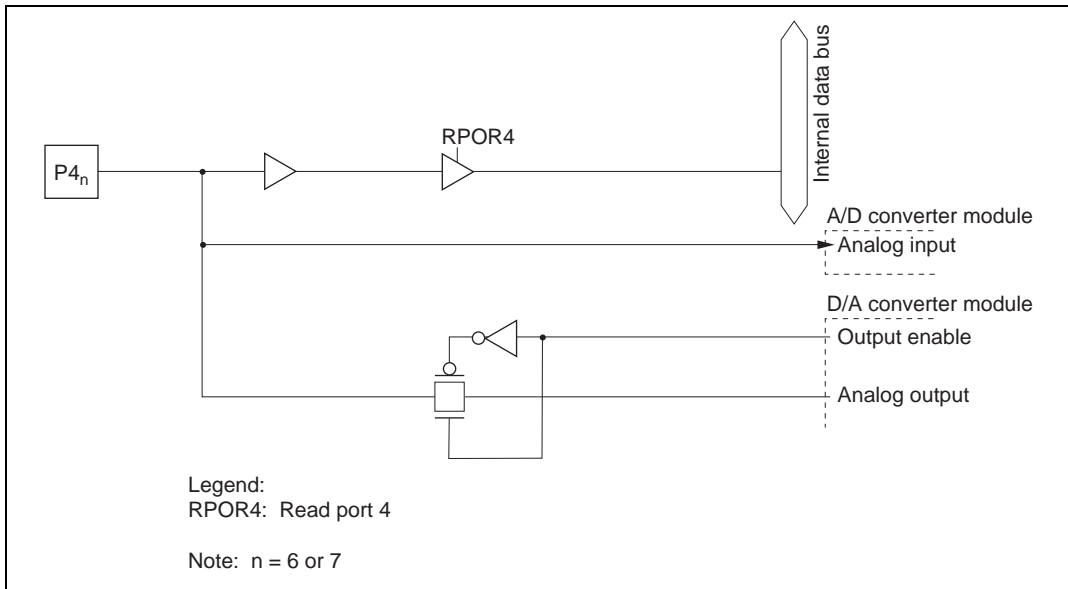 RPOR4
P4n
Internal data bus
A/D converter module
Analog input
D/A converter module
Output enable
Analog output
Legend:
RPOR4: Read port 4
Note: n = 6 or 7